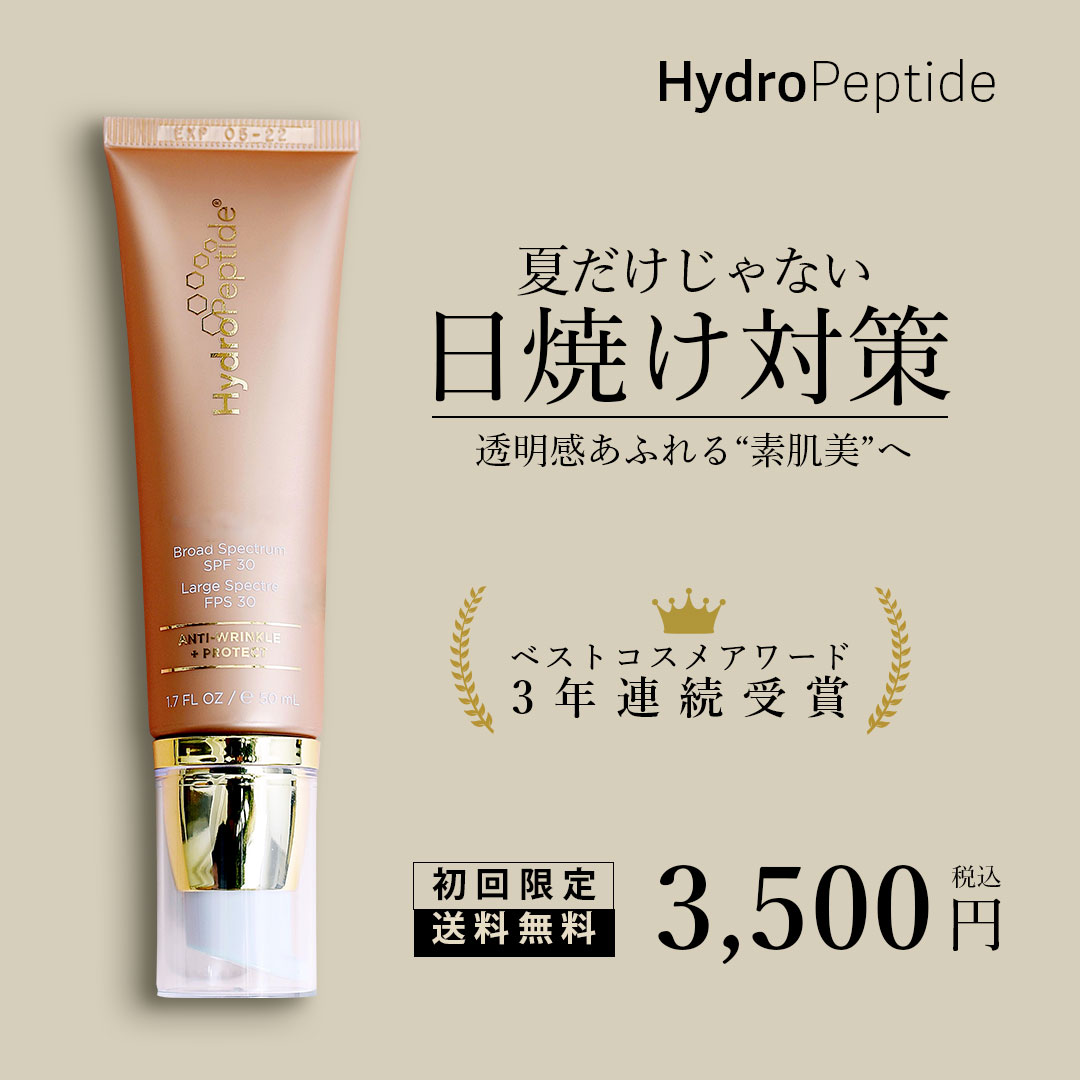 HydroPeptide
EXP 05-22
HydroPeptide®
夏だけじゃない
日焼け対策
透明感あふれる“素肌美”へ
Broad Spectrum
SPF 30
Large Spectre
FPS 30
ANTI-WRINKLE
+ PROTECT
1.7 FL OZ / ℮ 50 mL
ベストコスメアワード
3年連続受賞
初回限定
送料無料
3,500円
税込